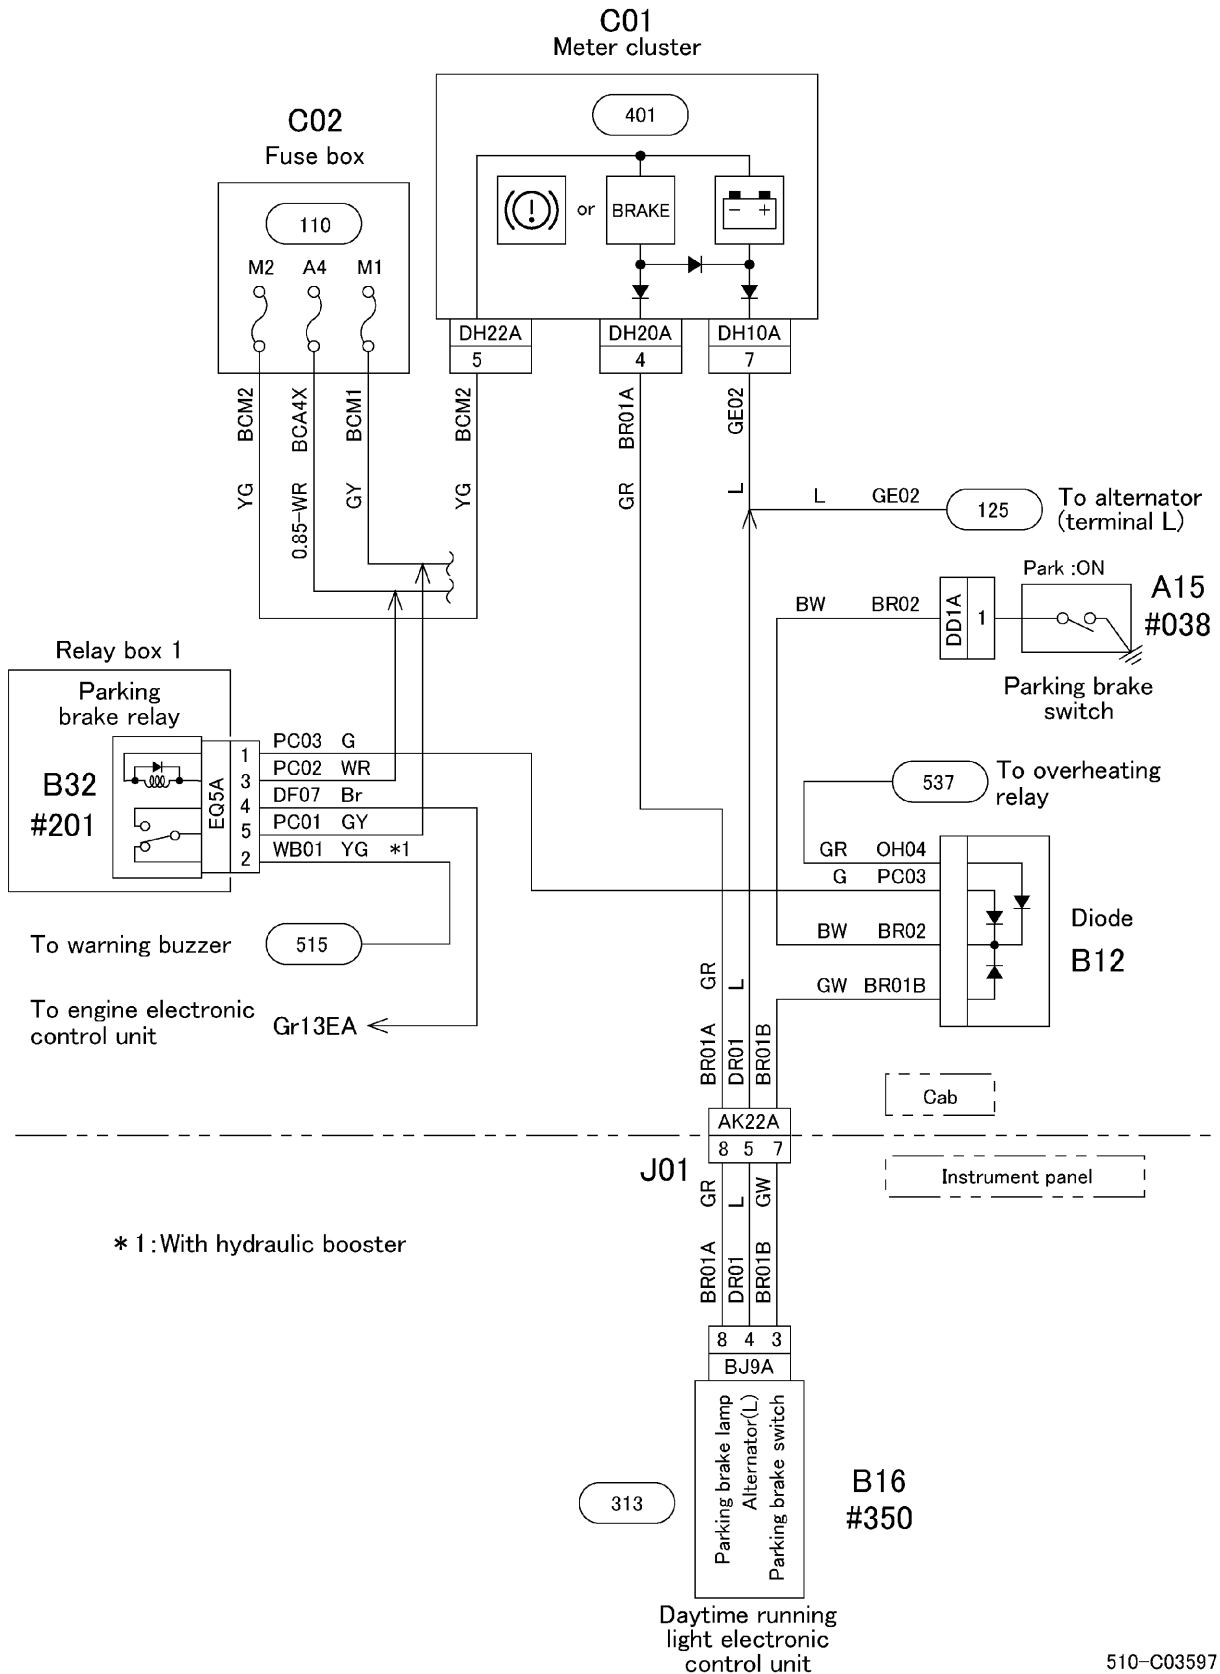 C01
Meter cluster
401
C02
Fuse box
110
M2 A4 M1
or
BRAKE
− +
DH22A
5
DH20A
4
DH10A
7
BCM2
YG
BCA4X
0.85-WR
BCM1
GY
BCM2
YG
BR01A
GR
GE02
L
L GE02
125
To alternator
(terminal L)
Park :ON
A15
#038
BW BR02
DD1A
1
Parking brake
switch
Relay box 1
Parking
brake relay
B32
#201
EQ5A
1 PC03 G
3 PC02 WR
4 DF07 Br
5 PC01 GY
2 WB01 YG *1
537
To overheating
relay
GR OH04
G PC03
BW BR02
GW BR01B
Diode
B12
To warning buzzer
515
To engine electronic
control unit
Gr13EA
GR
BR01A
L
DR01
BR01B
Cab
AK22A
8 5 7
J01
Instrument panel
GR
BR01A
L
DR01
GW
BR01B
*1:With hydraulic booster
8 4 3
BJ9A
Parking brake lamp
Alternator(L)
Parking brake switch
313
B16
#350
Daytime running
light electronic
control unit
510-C03597